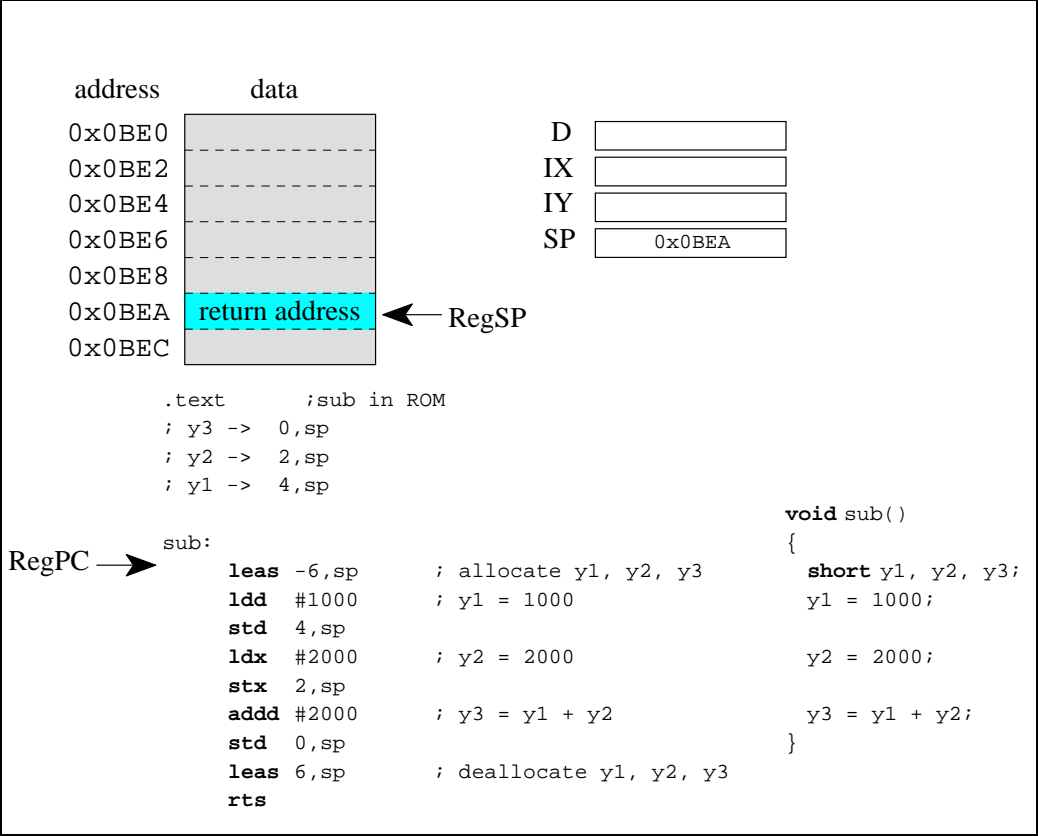 address data
0x0BE0 D
0x0BE2 IX
0x0BE4 IY
0x0BE6 SP 0x0BEA
0x0BE8
0x0BEA return address RegSP
0x0BEC
.text ;sub in ROM
; y3 -> 0,sp
; y2 -> 2,sp
; y1 -> 4,sp
void sub()
sub: {
RegPC
leas -6,sp ; allocate y1, y2, y3 short y1, y2, y3;
ldd #1000 ; y1 = 1000 y1 = 1000;
std 4,sp
ldx #2000 ; y2 = 2000 y2 = 2000;
stx 2,sp
addd #2000 ; y3 = y1 + y2 y3 = y1 + y2;
std 0,sp }
leas 6,sp ; deallocate y1, y2, y3
rts